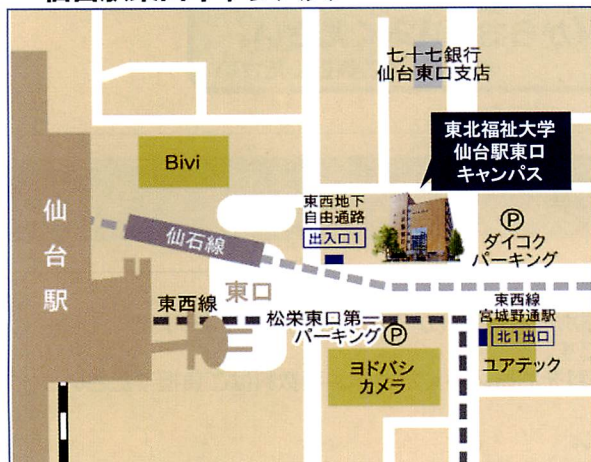 七十七銀行
仙台東口支店
東北福祉大学
仙台駅東口
キャンパス
Bivi
東西地下
自由通路
出入口1
仙台駅
仙石線
Ⓟ
ダイコク
パーキング
東口
東西線
松栄東口第一
パーキングⓅ
東西線
宮城野通駅
北1出口
ヨドバシ
カメラ
ユアテック